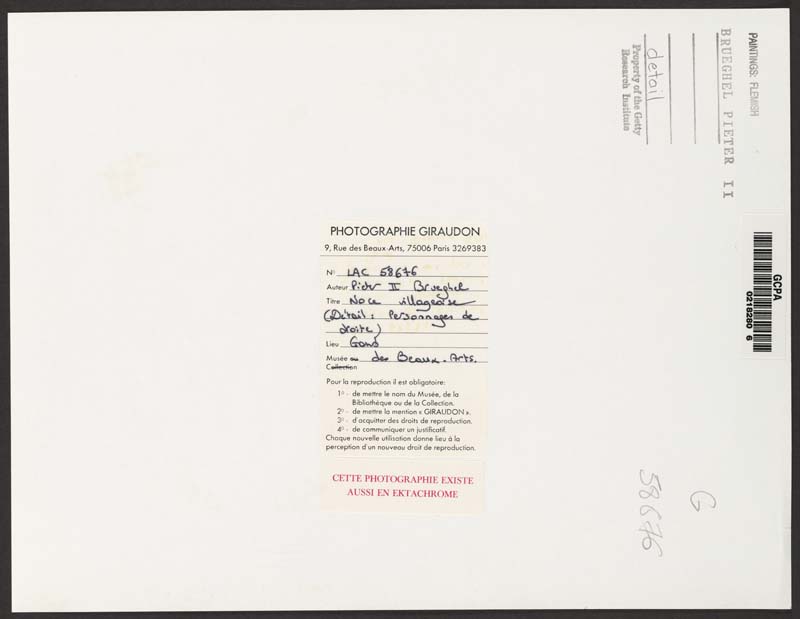 PAINTINGS: FLEMISH
BRUEGHEL PIETER II
detail
Property of the Getty
Research Institute
GCPA
0218280 6
PHOTOGRAPHIE GIRAUDON
9, Rue des Beaux-Arts, 75006 Paris 3269383
No LAC 58676
Auteur Pieter II Brueghel
Titre Noce villageoise
(Détail : Personnages de
droite)
Lieu Gand
Musée ou des Beaux-Arts.
Collection
Pour la reproduction il est obligatoire:
1o - de mettre le nom du Musée, de la
Bibliothèque ou de la Collection.
2o - de mettre la mention « GIRAUDON ».
3o - d'acquitter des droits de reproduction.
4o - de communiquer un justificatif.
Chaque nouvelle utilisation donne lieu à la
perception d'un nouveau droit de reproduction.
CETTE PHOTOGRAPHIE EXISTE
AUSSI EN EKTACHROME
G
58676